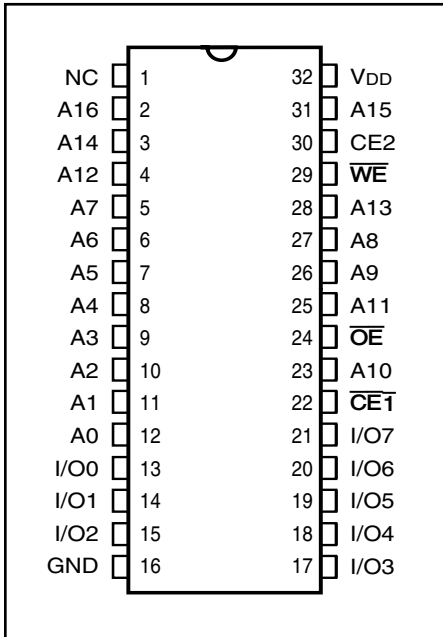 NC 1 32 VDD
A16 2 31 A15
A14 3 30 CE2
A12 4 29 W̅E̅
A7 5 28 A13
A6 6 27 A8
A5 7 26 A9
A4 8 25 A11
A3 9 24 O̅E̅
A2 10 23 A10
A1 11 22 C̅E̅1̅
A0 12 21 I/O7
I/O0 13 20 I/O6
I/O1 14 19 I/O5
I/O2 15 18 I/O4
GND 16 17 I/O3